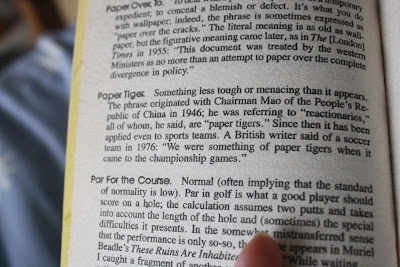 Paper Over, To. To deal with
expedient; to conceal a blemish or defect. It's what you do
with wallpaper; indeed, the phrase is sometimes expressed as
"paper over the cracks." The literal meaning is as old as wall-
paper, but the figurative meaning came later, as in The [London]
Times in 1955: "This document was treated by the western
Ministers as no more than an attempt to paper over the complete
divergence in policy."
Paper Tiger. Something less tough or menacing than it appears.
The phrase originated with Chairman Mao of the People's Re-
public of China in 1946; he was referring to "reactionaries,"
all of whom, he said, are "paper tigers." Since then it has been
applied even to sports teams. A British writer said of a soccer
team in 1976: "We were something of paper tigers when it
came to the championship games."
Par For the Course. Normal (often implying that the standard
of normality is low). Par in golf is what a good player should
score on a hole; the calculation assumes two putts and takes
into account the length of the hole and (sometimes) the special
difficulties it presents. In the somewhat mistransferred sense
that the performance is only so-so, the appears in Muriel
Beadle's These Ruins Are Inhabited "While waiting
I caught a fragment of another